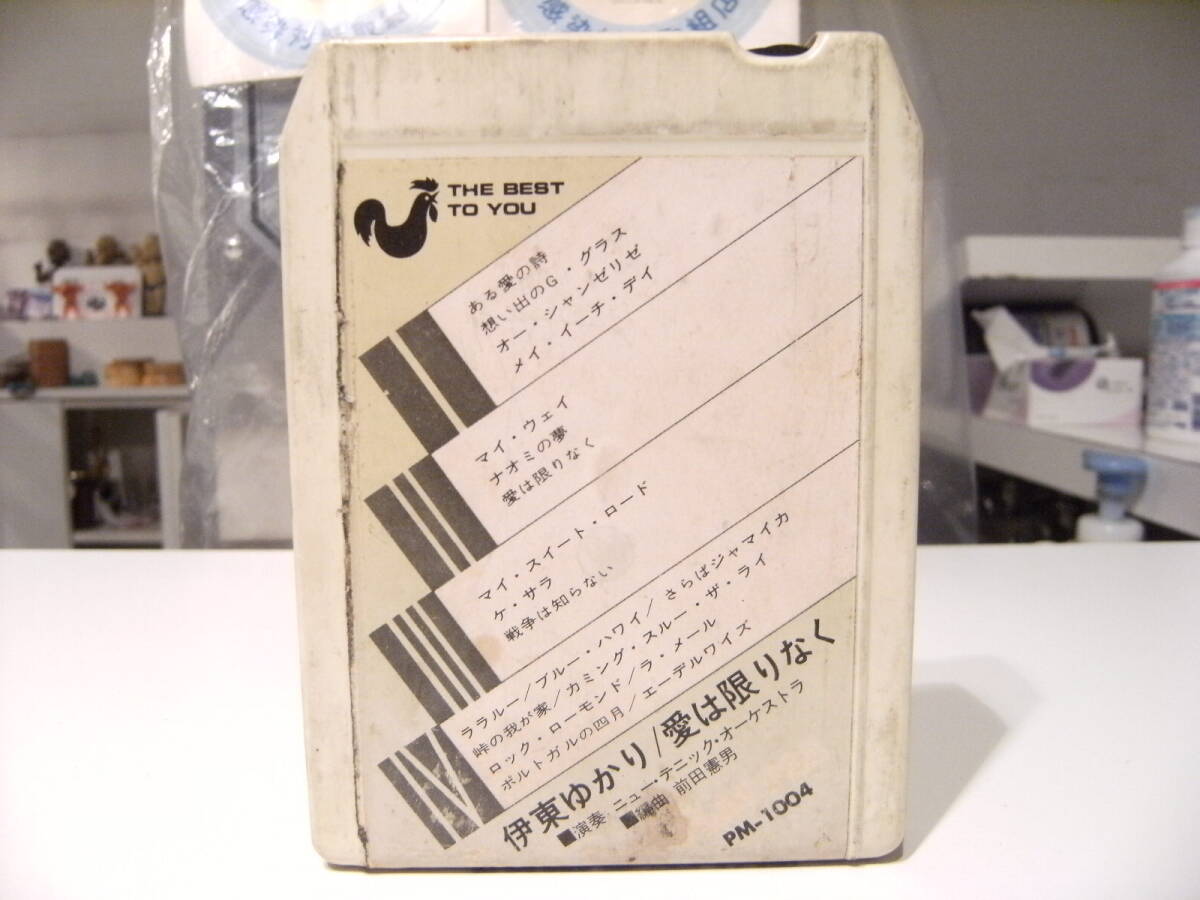 THE BEST
TO YOU
ある愛の詩
想い出のG・グラス
オー・シャンゼリゼ
メイ・イーチ・デイ
マイ・ウェイ
ナオミの夢
愛は限りなく
マイ・スイート・ロード
ケ・サラ
戦争は知らない
ララルー/ブルー・ハワイ/さらばジャマイカ
峠の我が家/カミング・スルー・ザ・ライ
ロック・ローモンド/ラ・メール
ポルトガルの四月/エーデルワイズ
伊東ゆかり/愛は限りなく
■演奏 ニュー・テニック・オーケストラ
■編曲 前田憲男
PM-1004